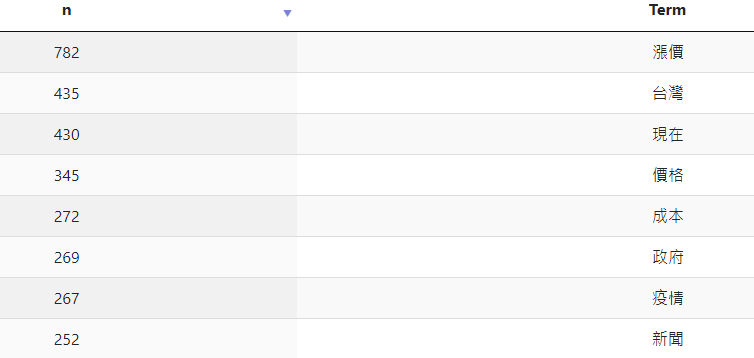 n Term
782 漲價
435 台灣
430 現在
345 價格
272 成本
269 政府
267 疫情
252 新聞